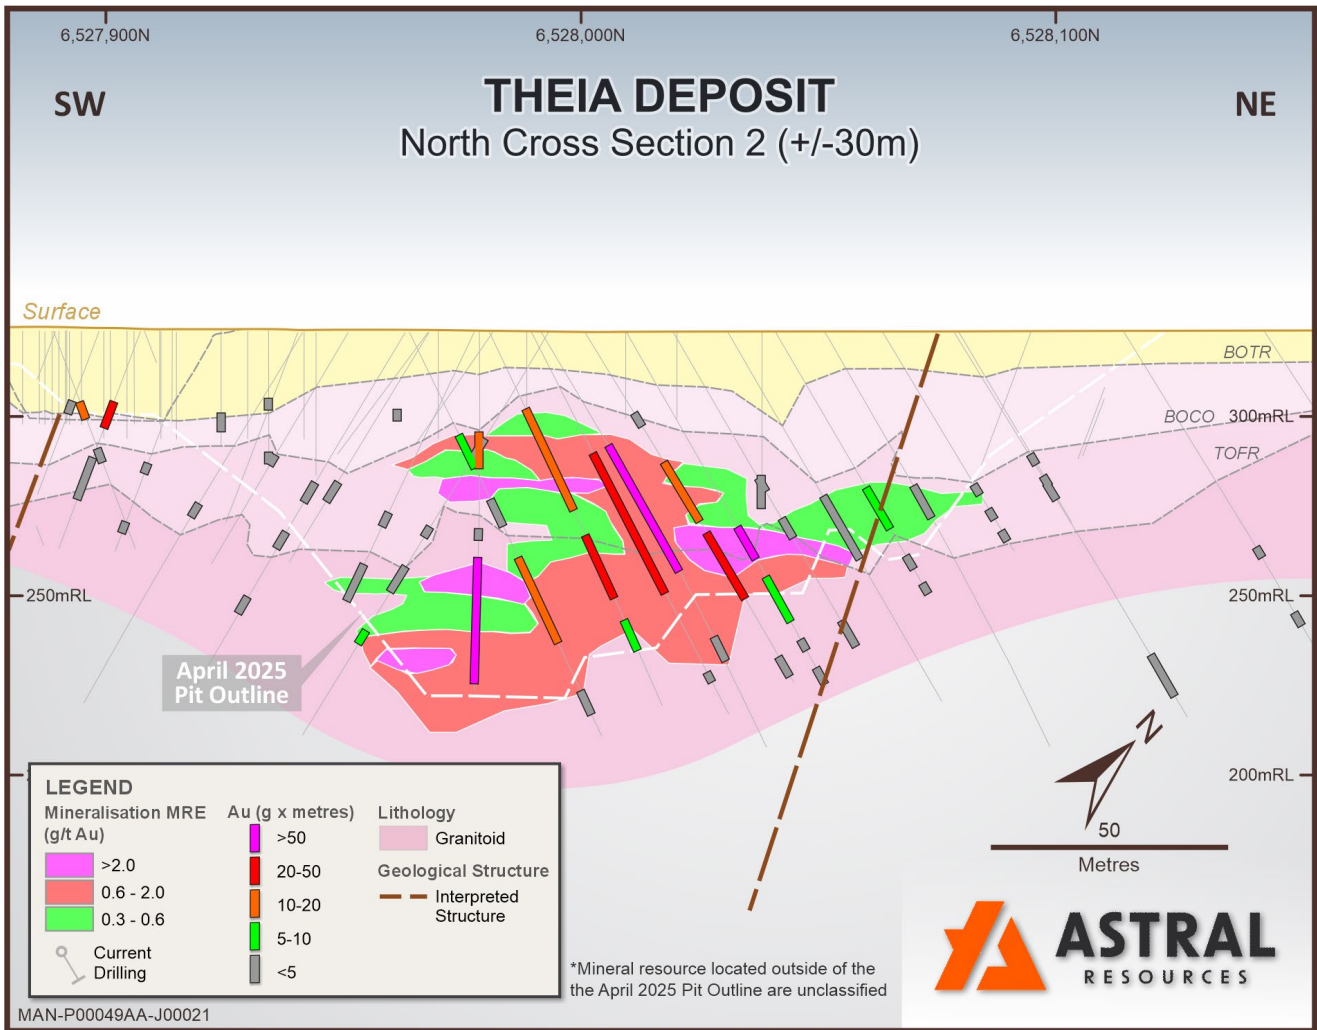 6,527,900N
6,528,000N
6,528,100N
SW
THEIA DEPOSIT
NE
North Cross Section 2 (+/-30m)
Surface
BOTR
BOCO
300mRL
TOFR
250mRL
250mRL
April 2025
Pit Outline
N
200mRL
50
Metres
LEGEND
Mineralisation MRE
(g/t Au)
>2.0
0.6 - 2.0
0.3 - 0.6
Current
Drilling
Au (g x metres)
>50
20-50
10-20
5-10
<5
Lithology
Granitoid
Geological Structure
Interpreted
Structure
*Mineral resource located outside of the
the April 2025 Pit Outline are unclassified
ASTRAL
RESOURCES
MAN-P00049AA-J00021